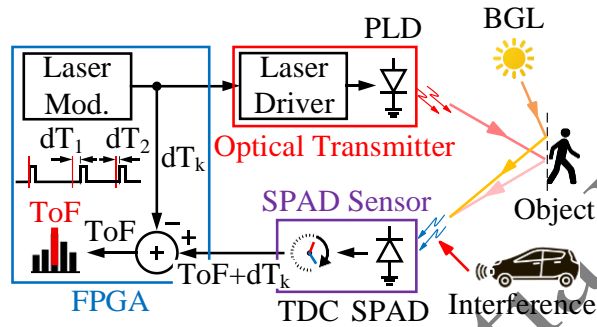 PLD
BGL
Laser
Mod.
Laser
Driver
dT1 dT2
dTk
Optical Transmitter
ToF
ToF
− +
+
SPAD Sensor
ToF+dTk
Object
FPGA
TDC SPAD
Interference